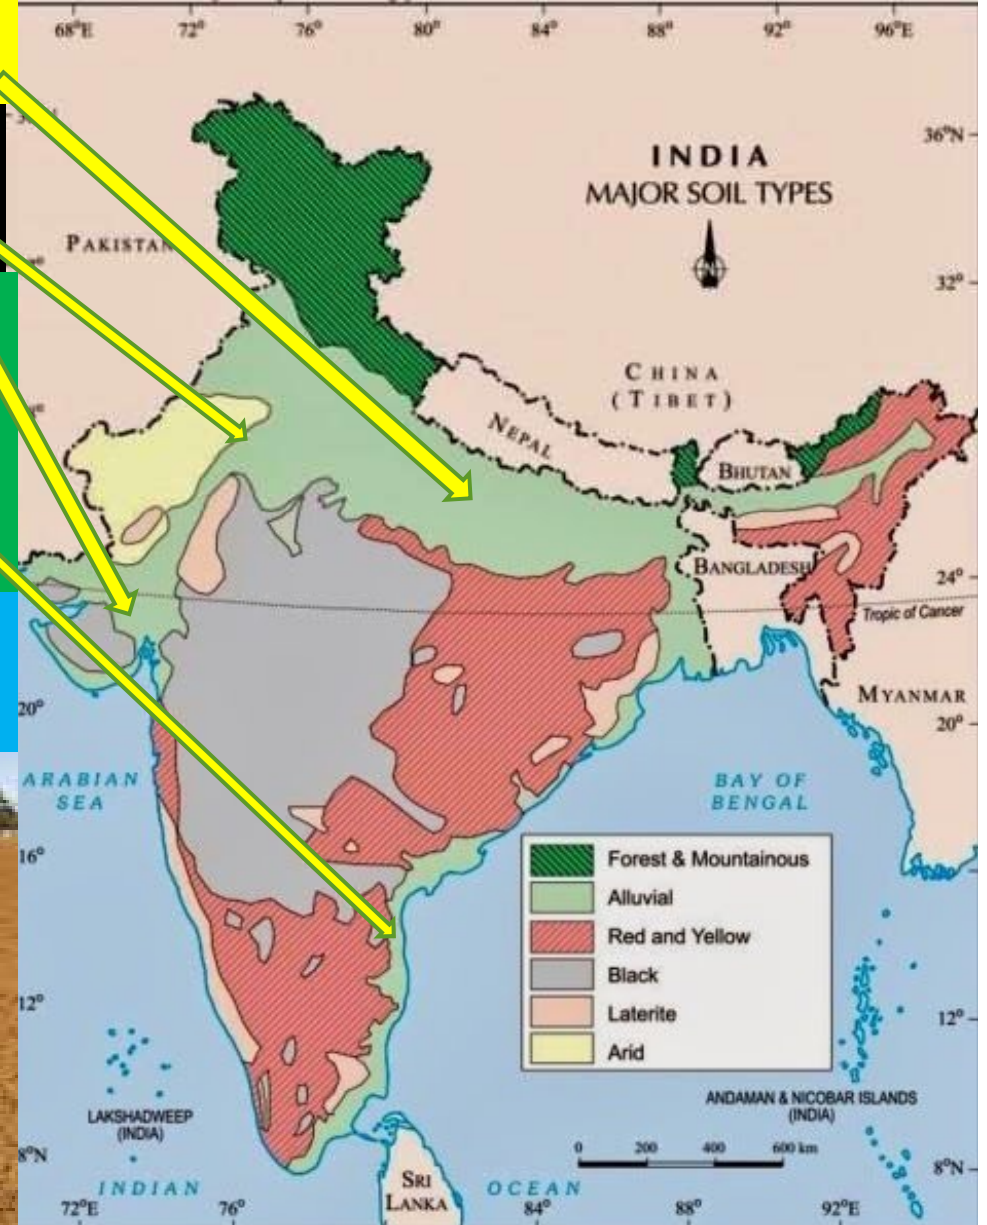 68°E 72° 76° 80° 84° 88° 92° 96°E
36°N
INDIA
MAJOR SOIL TYPES
N
PAKISTAN
32°
CHINA
(TIBET)
NEPAL
BHUTAN
BANGLADESH
24°
Tropic of Cancer
MYANMAR
20°
20°
ARABIAN
SEA
BAY OF
BENGAL
16°
Forest & Mountainous
Alluvial
Red and Yellow
Black
Laterite
Arid
12°
12°
LAKSHADWEEP
(INDIA)
ANDAMAN & NICOBAR ISLANDS
(INDIA)
0 200 400 600 km
8°N
8°N
SRI
LANKA
INDIAN OCEAN
72°E 76° 84° 88° 92°E